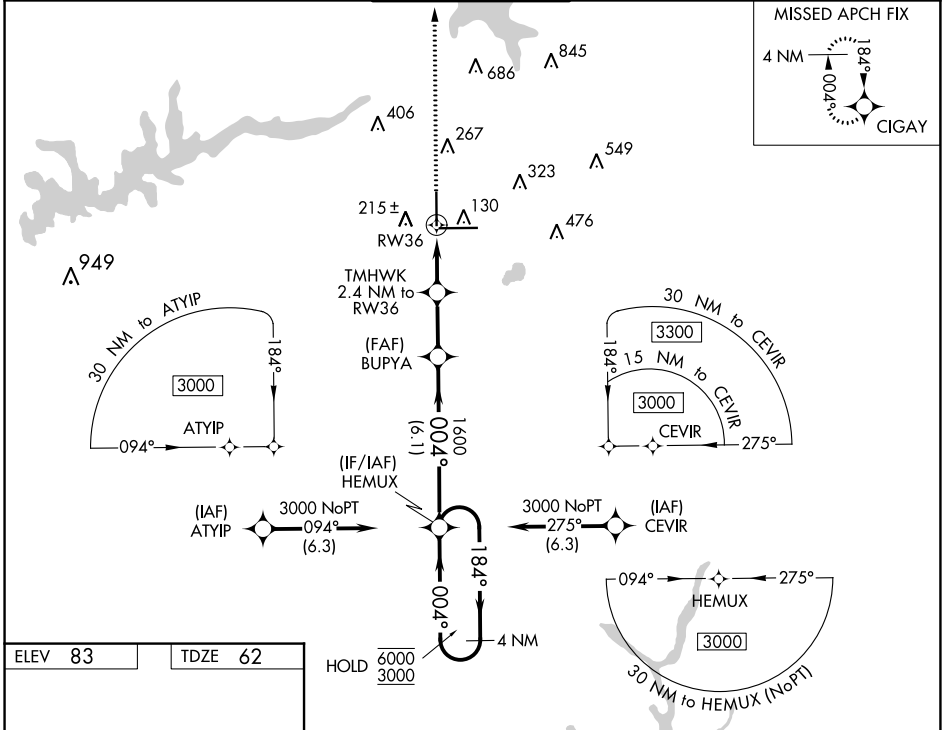 MISSED APCH FIX
4 NM
184°
004°
CIGAY
845
686
406
267
549
323
215 ±
130
476
RW36
949
TMHWK
2.4 NM to
RW36
(FAF)
BUPYA
30 NM to ATYIP
184°
3000
ATYIP
094°
30 NM to CEVIR
3300
184°
15 NM to CEVIR
3000
CEVIR
275°
1600
004°
(6.1)
(IF/IAF)
HEMUX
(IAF)
ATYIP
3000 NoPT
094°
(6.3)
3000 NoPT
275°
(6.3)
(IAF)
CEVIR
184°
004°
4 NM
HOLD 6000
3000
094°
275°
HEMUX
3000
30 NM to HEMUX (NoPT)
ELEV 83
TDZE 62